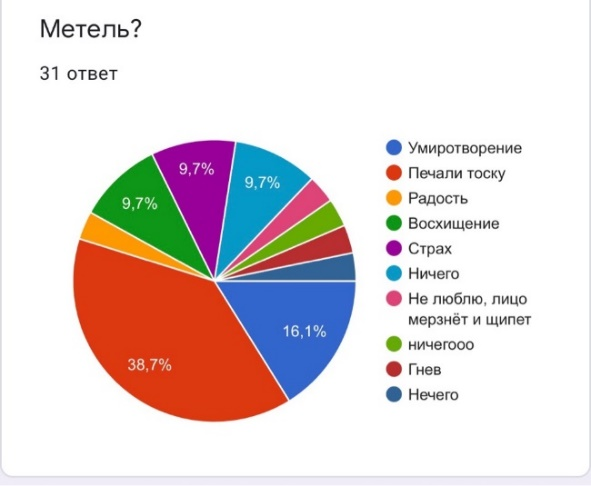 Метель?
31 ответ
9,7%
9,7%
9,7%
16,1%
38,7%
Умиротворение
Печали тоску
Радость
Восхищение
Страх
Ничего
Не люблю, лицо
мерзнёт и щипет
ничегооо
Гнев
Нечего